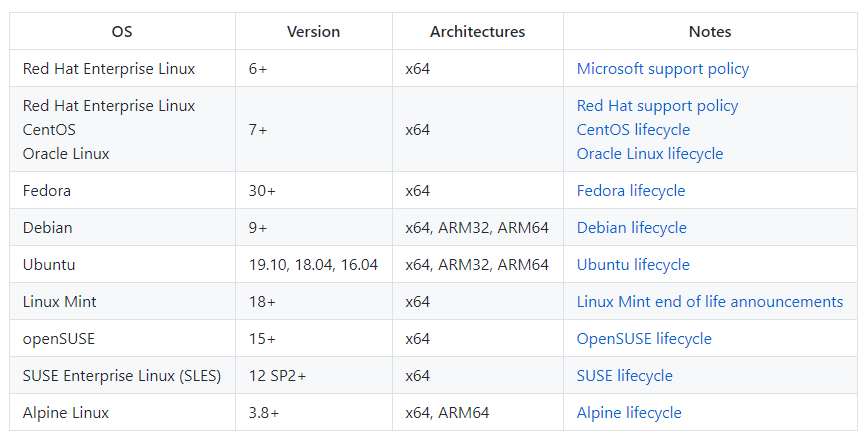 OS Version Architectures Notes
Red Hat Enterprise Linux 6+ x64 Microsoft support policy
Red Hat Enterprise Linux Red Hat support policy
CentOS 7+ x64 CentOS lifecycle
Oracle Linux Oracle Linux lifecycle
Fedora 30+ x64 Fedora lifecycle
Debian 9+ x64, ARM32, ARM64 Debian lifecycle
Ubuntu 19.10, 18.04, 16.04 x64, ARM32, ARM64 Ubuntu lifecycle
Linux Mint 18+ x64 Linux Mint end of life announcements
openSUSE 15+ x64 OpenSUSE lifecycle
SUSE Enterprise Linux (SLES) 12 SP2+ x64 SUSE lifecycle
Alpine Linux 3.8+ x64, ARM64 Alpine lifecycle